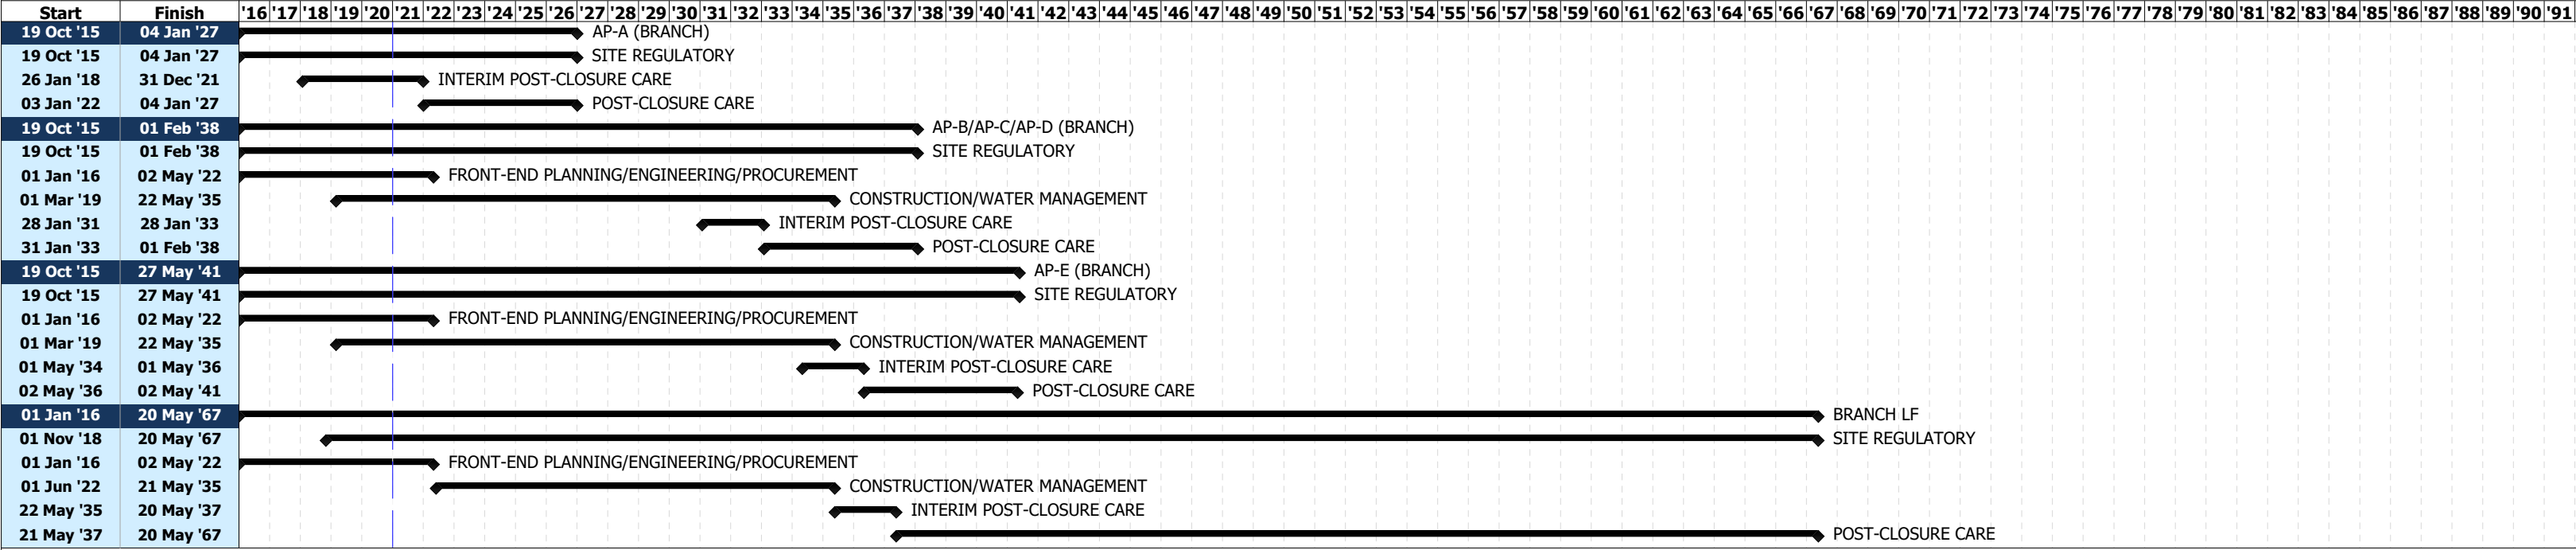 Start Finish '16 '17 '18 '19 '20 '21 '22 '23 '24 '25 '26 '27 '28 '29 '30 '31 '32 '33 '34 '35 '36 '37 '38 '39 '40 '41 '42 '43 '44 '45 '46 '47 '48 '49 '50 '51 '52 '53 '54 '55 '56 '57 '58 '59 '60 '61 '62 '63 '64 '65 '66 '67 '68 '69 '70 '71 '72 '73 '74 '75 '76 '77 '78 '79 '80 '81 '82 '83 '84 '85 '86 '87 '88 '89 '90 '91
19 Oct '15 04 Jan '27 AP-A (BRANCH)
19 Oct '15 04 Jan '27 SITE REGULATORY
26 Jan '18 31 Dec '21 INTERIM POST-CLOSURE CARE
03 Jan '22 04 Jan '27 POST-CLOSURE CARE
19 Oct '15 01 Feb '38 AP-B/AP-C/AP-D (BRANCH)
19 Oct '15 01 Feb '38 SITE REGULATORY
01 Jan '16 02 May '22 FRONT-END PLANNING/ENGINEERING/PROCUREMENT
01 Mar '19 22 May '35 CONSTRUCTION/WATER MANAGEMENT
28 Jan '31 28 Jan '33 INTERIM POST-CLOSURE CARE
31 Jan '33 01 Feb '38 POST-CLOSURE CARE
19 Oct '15 27 May '41 AP-E (BRANCH)
19 Oct '15 27 May '41 SITE REGULATORY
01 Jan '16 02 May '22 FRONT-END PLANNING/ENGINEERING/PROCUREMENT
01 Mar '19 22 May '35 CONSTRUCTION/WATER MANAGEMENT
01 May '34 01 May '36 INTERIM POST-CLOSURE CARE
02 May '36 02 May '41 POST-CLOSURE CARE
01 Jan '16 20 May '67 BRANCH LF
01 Nov '18 20 May '67 SITE REGULATORY
01 Jan '16 02 May '22 FRONT-END PLANNING/ENGINEERING/PROCUREMENT
01 Jun '22 21 May '35 CONSTRUCTION/WATER MANAGEMENT
22 May '35 20 May '37 INTERIM POST-CLOSURE CARE
21 May '37 20 May '67 POST-CLOSURE CARE